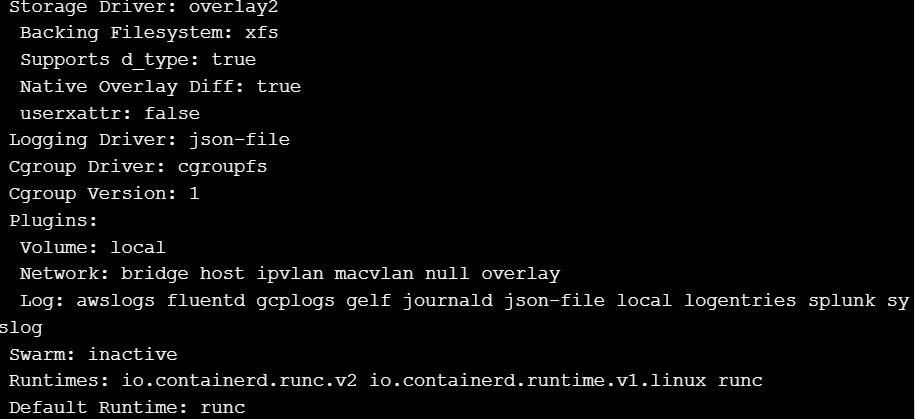 Storage Driver: overlay2
Backing Filesystem: xfs
Supports d_type: true
Native Overlay Diff: true
userxattr: false
Logging Driver: json-file
Cgroup Driver: cgroupfs
Cgroup Version: 1
Plugins:
Volume: local
Network: bridge host ipvlan macvlan null overlay
Log: awslogs fluentd gcplogs gelf journald json-file local logentries splunk sy
slog
Swarm: inactive
Runtimes: io.containerd.runc.v2 io.containerd.runtime.v1.linux runc
Default Runtime: runc